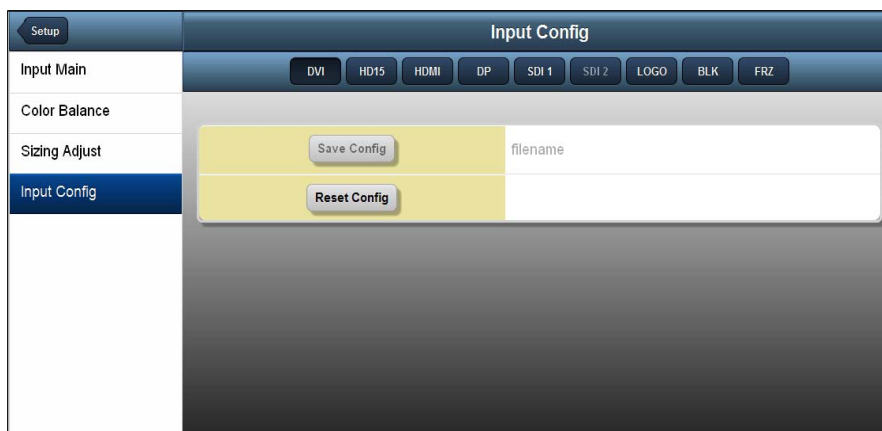 Setup
Input Config
Input Main
DVI HD15 HDMI DP SDI 1 SDI 2 LOGO BLK FRZ
Color Balance
Sizing Adjust
Input Config
Save Config filename
Reset Config